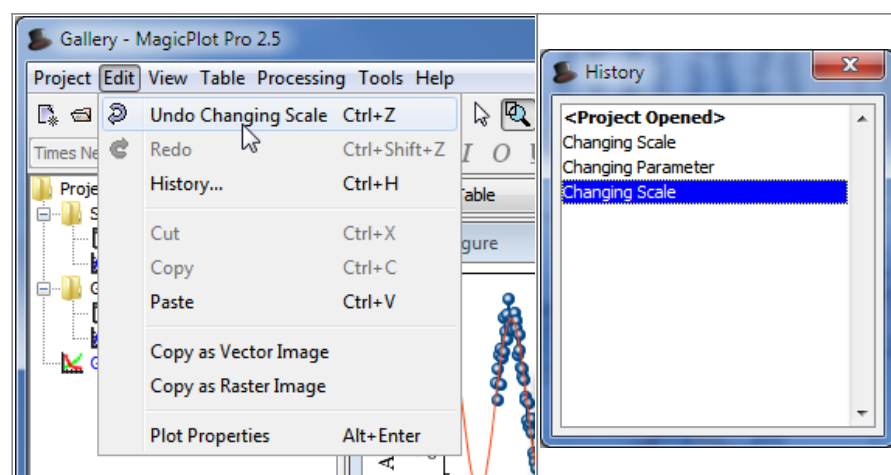 Gallery - MagicPlot Pro 2.5
Project Edit View Table Processing Tools Help
Undo Changing Scale Ctrl+Z
Redo Ctrl+Shift+Z
Times Ne
I O
History... Ctrl+H
Proje
Table
S
Cut Ctrl+X
gure
Copy Ctrl+C
G
Paste Ctrl+V
Copy as Vector Image
G
Copy as Raster Image
Plot Properties Alt+Enter
A
History
<Project Opened>
Changing Scale
Changing Parameter
Changing Scale